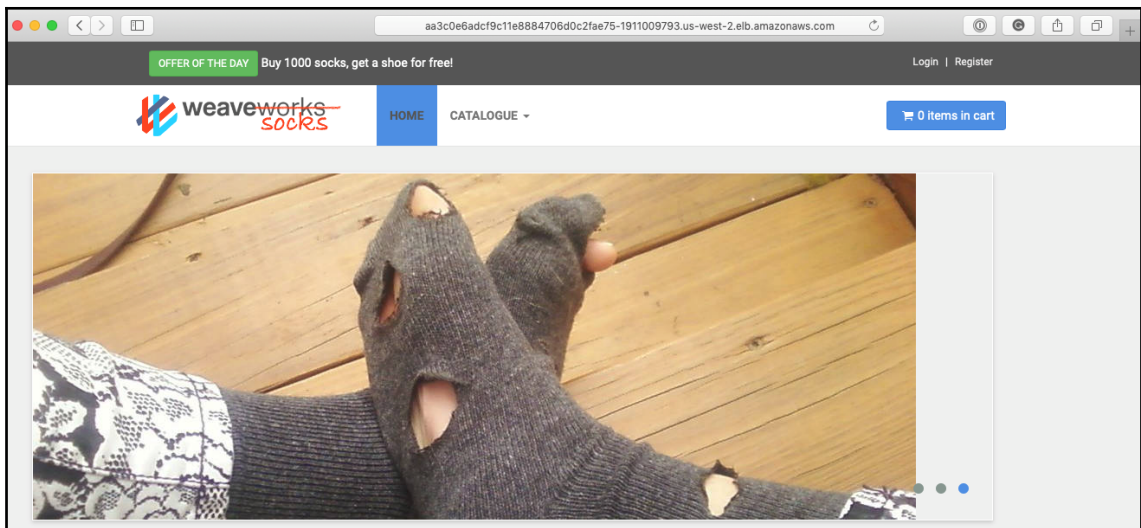 aa3c0e6adcf9c11e8884706d0c2fae75-1911009793.us-west-2.elb.amazonaws.com
OFFER OF THE DAY Buy 1000 socks, get a shoe for free!
Login | Register
weaveworks
socks
HOME
CATALOGUE
0 items in cart